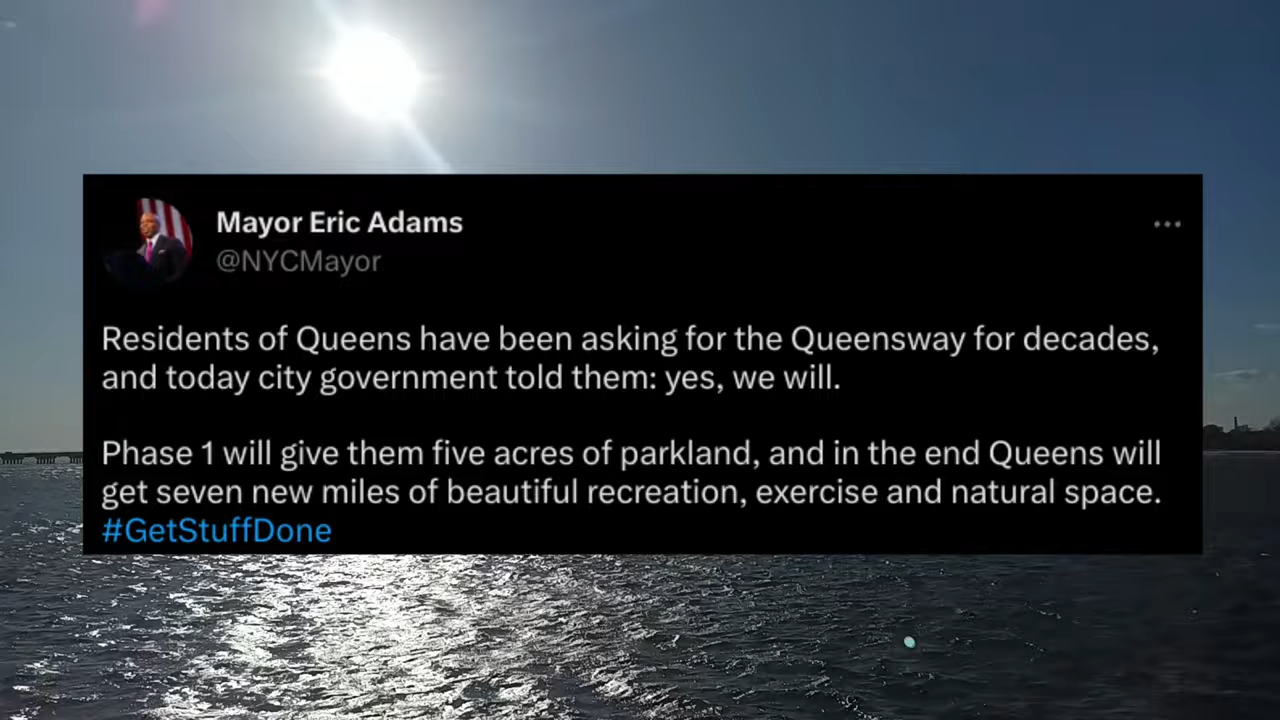 Mayor Eric Adams
@NYCMayor
Residents of Queens have been asking for the Queensway for decades,
and today city government told them: yes, we will.
Phase 1 will give them five acres of parkland, and in the end Queens will
get seven new miles of beautiful recreation, exercise and natural space.
#GetStuffDone